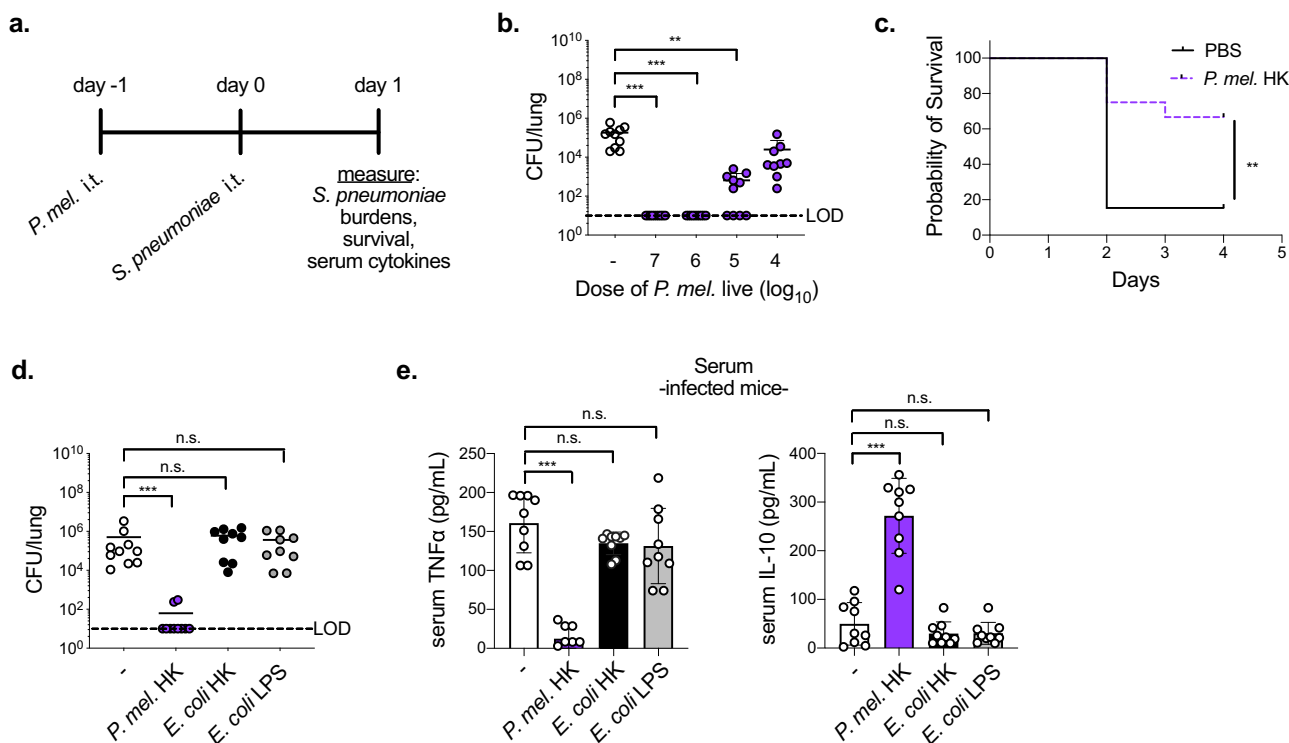 a.
day -1 day 0 day 1
P. mel. i.t.
S. pneumoniae i.t.
measure:
S. pneumoniae
burdens,
survival,
serum cytokines
b.
CFU/lung
10^10
10^8
10^6
10^4
10^2
10^0
**
***
***
LOD
- 7 6 5 4
Dose of P. mel. live (log_10)
c.
Probability of Survival
100
80
60
40
20
0
0 1 2 3 4 5
Days
PBS
P. mel. HK
**
d.
CFU/lung
10^10
10^8
10^6
10^4
10^2
10^0
n.s.
n.s.
***
LOD
-
P. mel. HK
E. coli HK
E. coli LPS
e.
Serum
-infected mice-
serum TNFα (pg/mL)
250
200
150
100
50
0
n.s.
n.s.
***
-
P. mel. HK
E. coli HK
E. coli LPS
serum IL-10 (pg/mL)
400
300
200
100
0
n.s.
n.s.
***
-
P. mel. HK
E. coli HK
E. coli LPS